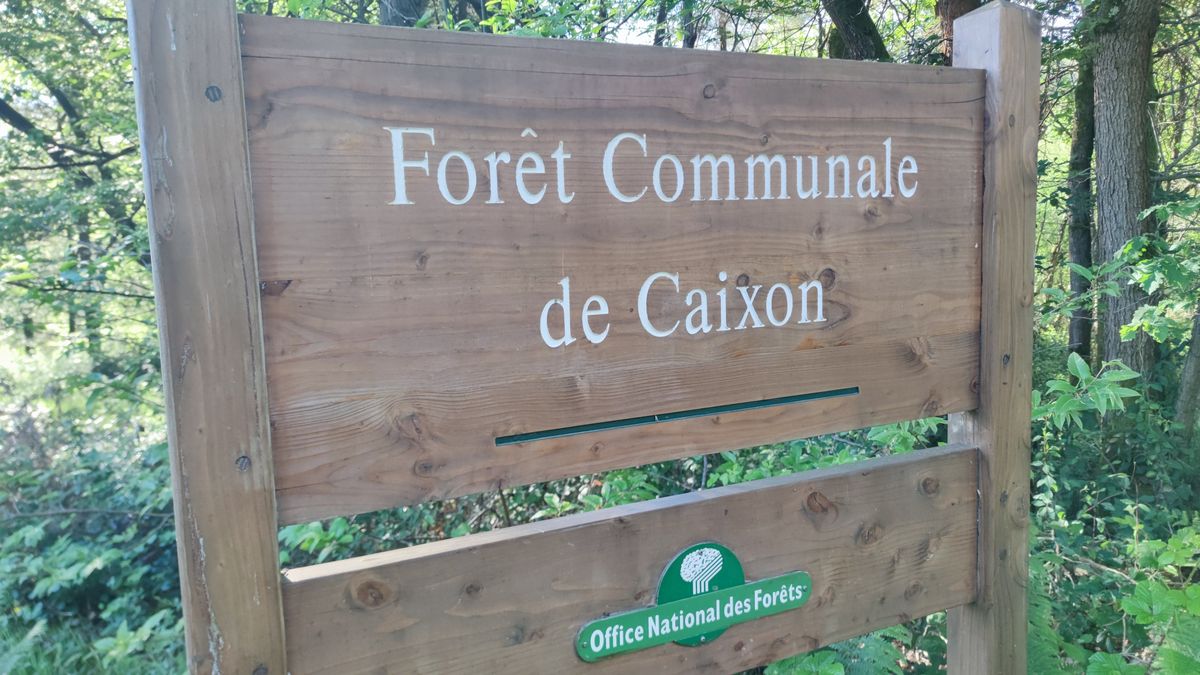 Forêt Communale
de Caixon
Office National des Forêts